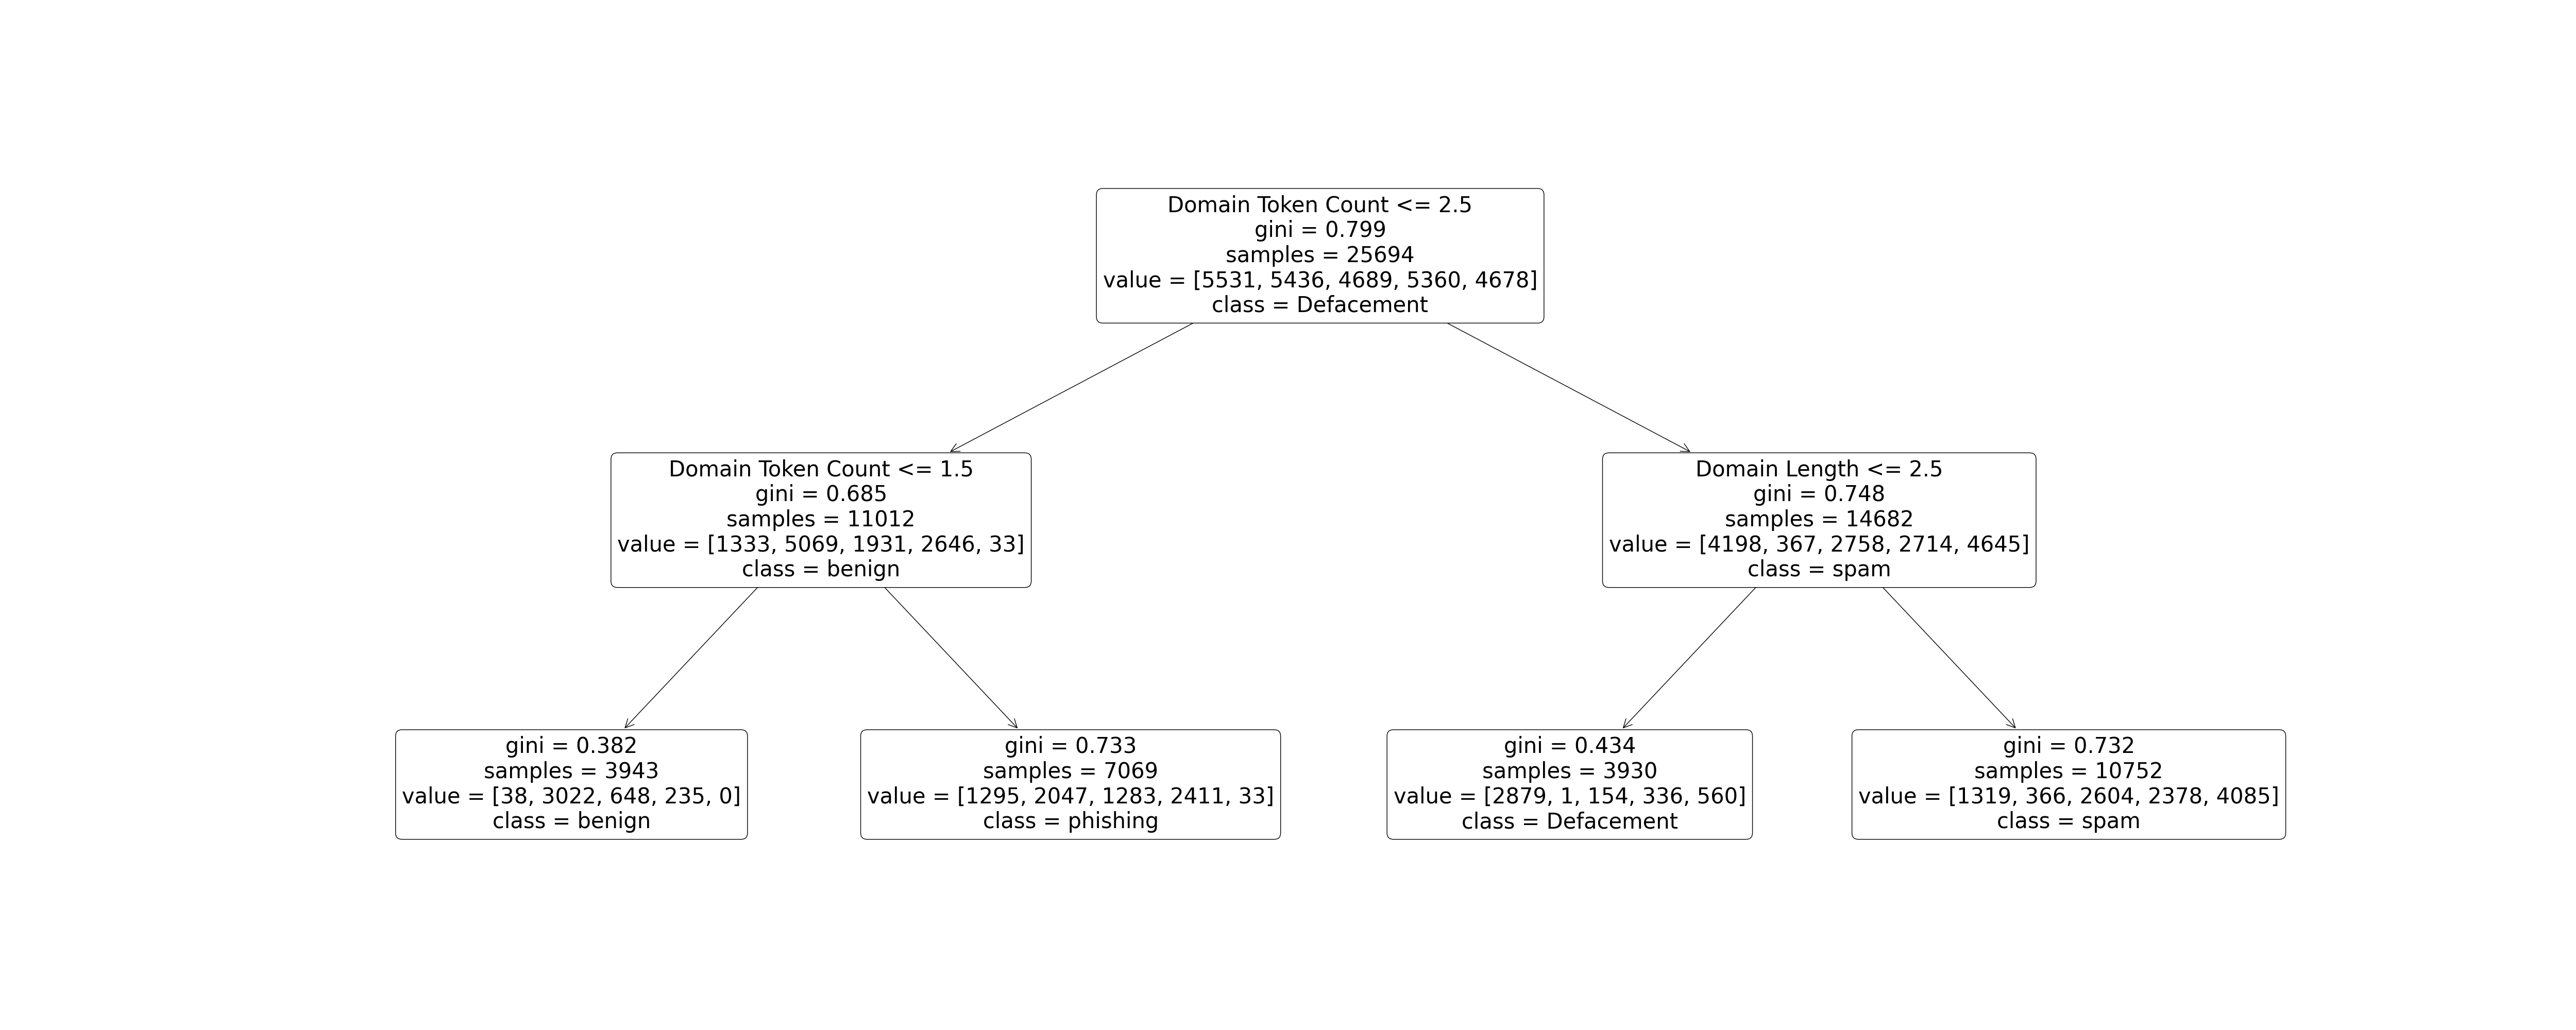 Domain Token Count <= 2.5
gini = 0.799
samples = 25694
value = [5531, 5436, 4689, 5360, 4678]
class = Defacement
Domain Token Count <= 1.5
gini = 0.685
samples = 11012
value = [1333, 5069, 1931, 2646, 33]
class = benign
Domain Length <= 2.5
gini = 0.748
samples = 14682
value = [4198, 367, 2758, 2714, 4645]
class = spam
gini = 0.382
samples = 3943
value = [38, 3022, 648, 235, 0]
class = benign
gini = 0.733
samples = 7069
value = [1295, 2047, 1283, 2411, 33]
class = phishing
gini = 0.434
samples = 3930
value = [2879, 1, 154, 336, 560]
class = Defacement
gini = 0.732
samples = 10752
value = [1319, 366, 2604, 2378, 4085]
class = spam